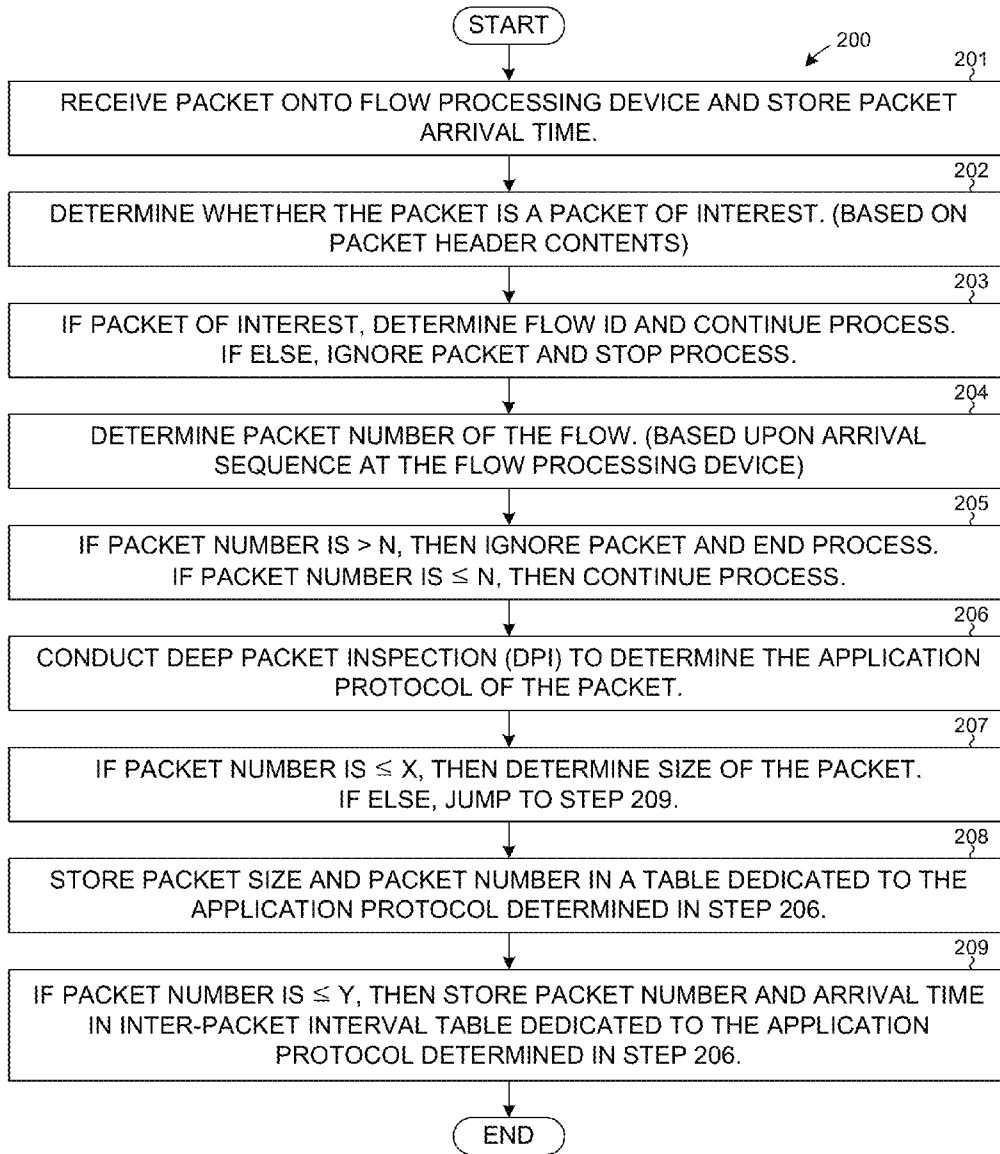 START
200
201
RECEIVE PACKET ONTO FLOW PROCESSING DEVICE AND STORE PACKET
ARRIVAL TIME.
202
DETERMINE WHETHER THE PACKET IS A PACKET OF INTEREST. (BASED ON
PACKET HEADER CONTENTS)
203
IF PACKET OF INTEREST, DETERMINE FLOW ID AND CONTINUE PROCESS.
IF ELSE, IGNORE PACKET AND STOP PROCESS.
204
DETERMINE PACKET NUMBER OF THE FLOW. (BASED UPON ARRIVAL
SEQUENCE AT THE FLOW PROCESSING DEVICE)
205
IF PACKET NUMBER IS > N, THEN IGNORE PACKET AND END PROCESS.
IF PACKET NUMBER IS ≤ N, THEN CONTINUE PROCESS.
206
CONDUCT DEEP PACKET INSPECTION (DPI) TO DETERMINE THE APPLICATION
PROTOCOL OF THE PACKET.
207
IF PACKET NUMBER IS ≤ X, THEN DETERMINE SIZE OF THE PACKET.
IF ELSE, JUMP TO STEP 209.
208
STORE PACKET SIZE AND PACKET NUMBER IN A TABLE DEDICATED TO THE
APPLICATION PROTOCOL DETERMINED IN STEP 206.
209
IF PACKET NUMBER IS ≤ Y, THEN STORE PACKET NUMBER AND ARRIVAL TIME
IN INTER-PACKET INTERVAL TABLE DEDICATED TO THE APPLICATION
PROTOCOL DETERMINED IN STEP 206.
END